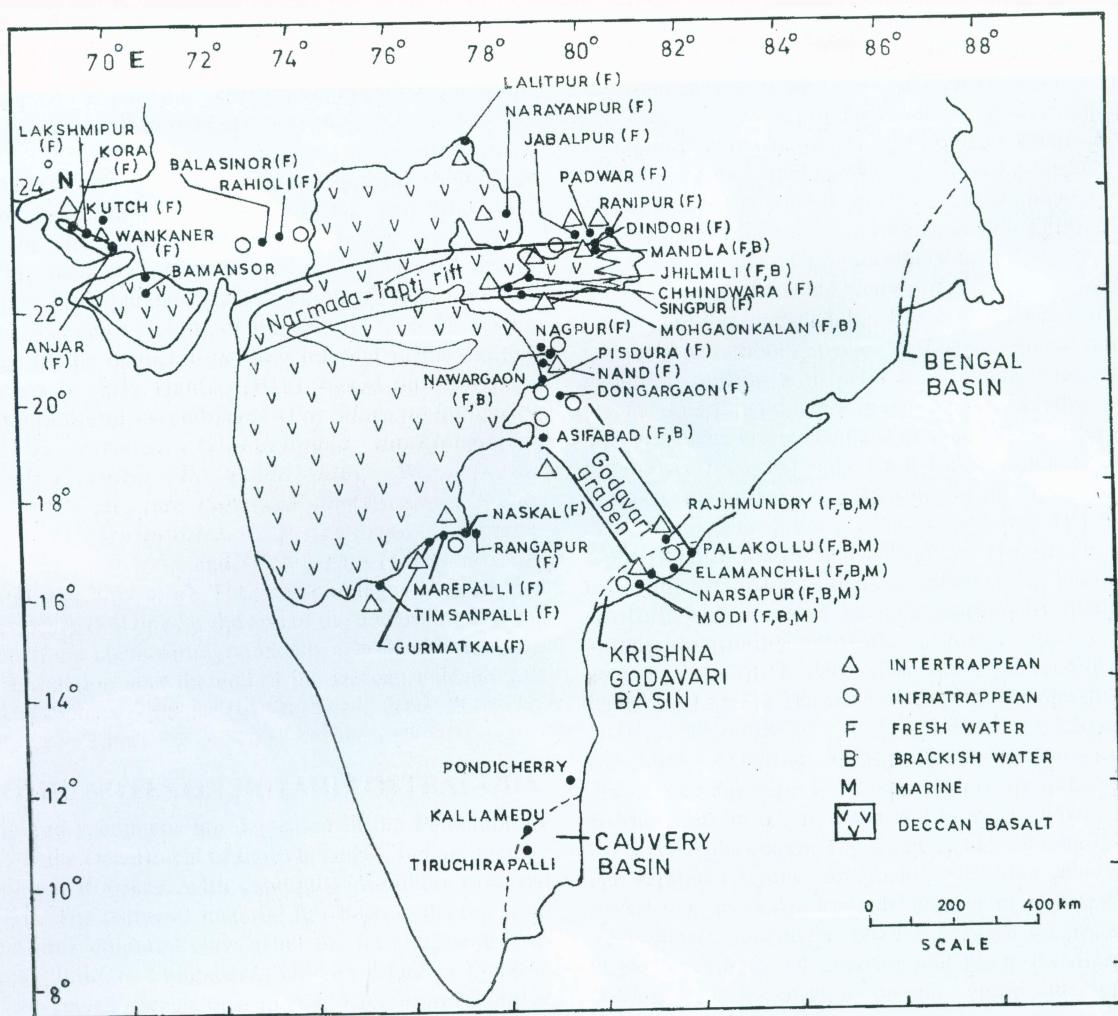 70° E
72°
74°
76°
78°
80°
84°
86°
88°
LALITPUR (F)
NARAYANPUR (F)
JABALPUR (F)
LAKSHMIPUR
(F)
KORA
(F)
BALASINOR (F)
RAHIOLI (F)
PADWAR (F)
24°
N
RANIPUR (F)
KUTCH (F)
DINDORI (F)
WANKANER
(F)
MANDLA (F,B)
BAMANSOR
JHILMILI (F,B)
CHHINDWARA (F)
SINGPUR (F)
Narmada-Tapti rift
22°
MOHGAONKALAN (F,B)
NAGPUR (F)
ANJAR
(F)
PISDURA (F)
NAND (F)
NAWARGAON
(F,B)
DONGARGAON (F)
BENGAL
BASIN
20°
ASIFABAD (F,B)
Godavari
graben
18°
NASKAL (F)
RAJHMUNDRY (F,B,M)
RANGAPUR
(F)
PALAKOLLU (F,B,M)
ELAMANCHILI (F,B,M)
16°
MAREPALLI (F)
NARSAPUR (F,B,M)
TIMSANPALLI (F)
MODI (F,B,M)
GURMATKAL (F)
KRISHNA
GODAVARI
BASIN
△ INTERTRAPPEAN
○ INFRATRAPPEAN
14°
F FRESH WATER
B BRACKISH WATER
PONDICHERRY
M MARINE
12°
KALLAMEDU
V V V DECCAN BASALT
CAUVERY
BASIN
TIRUCHIRAPALLI
10°
0 200 400 km
SCALE
8°